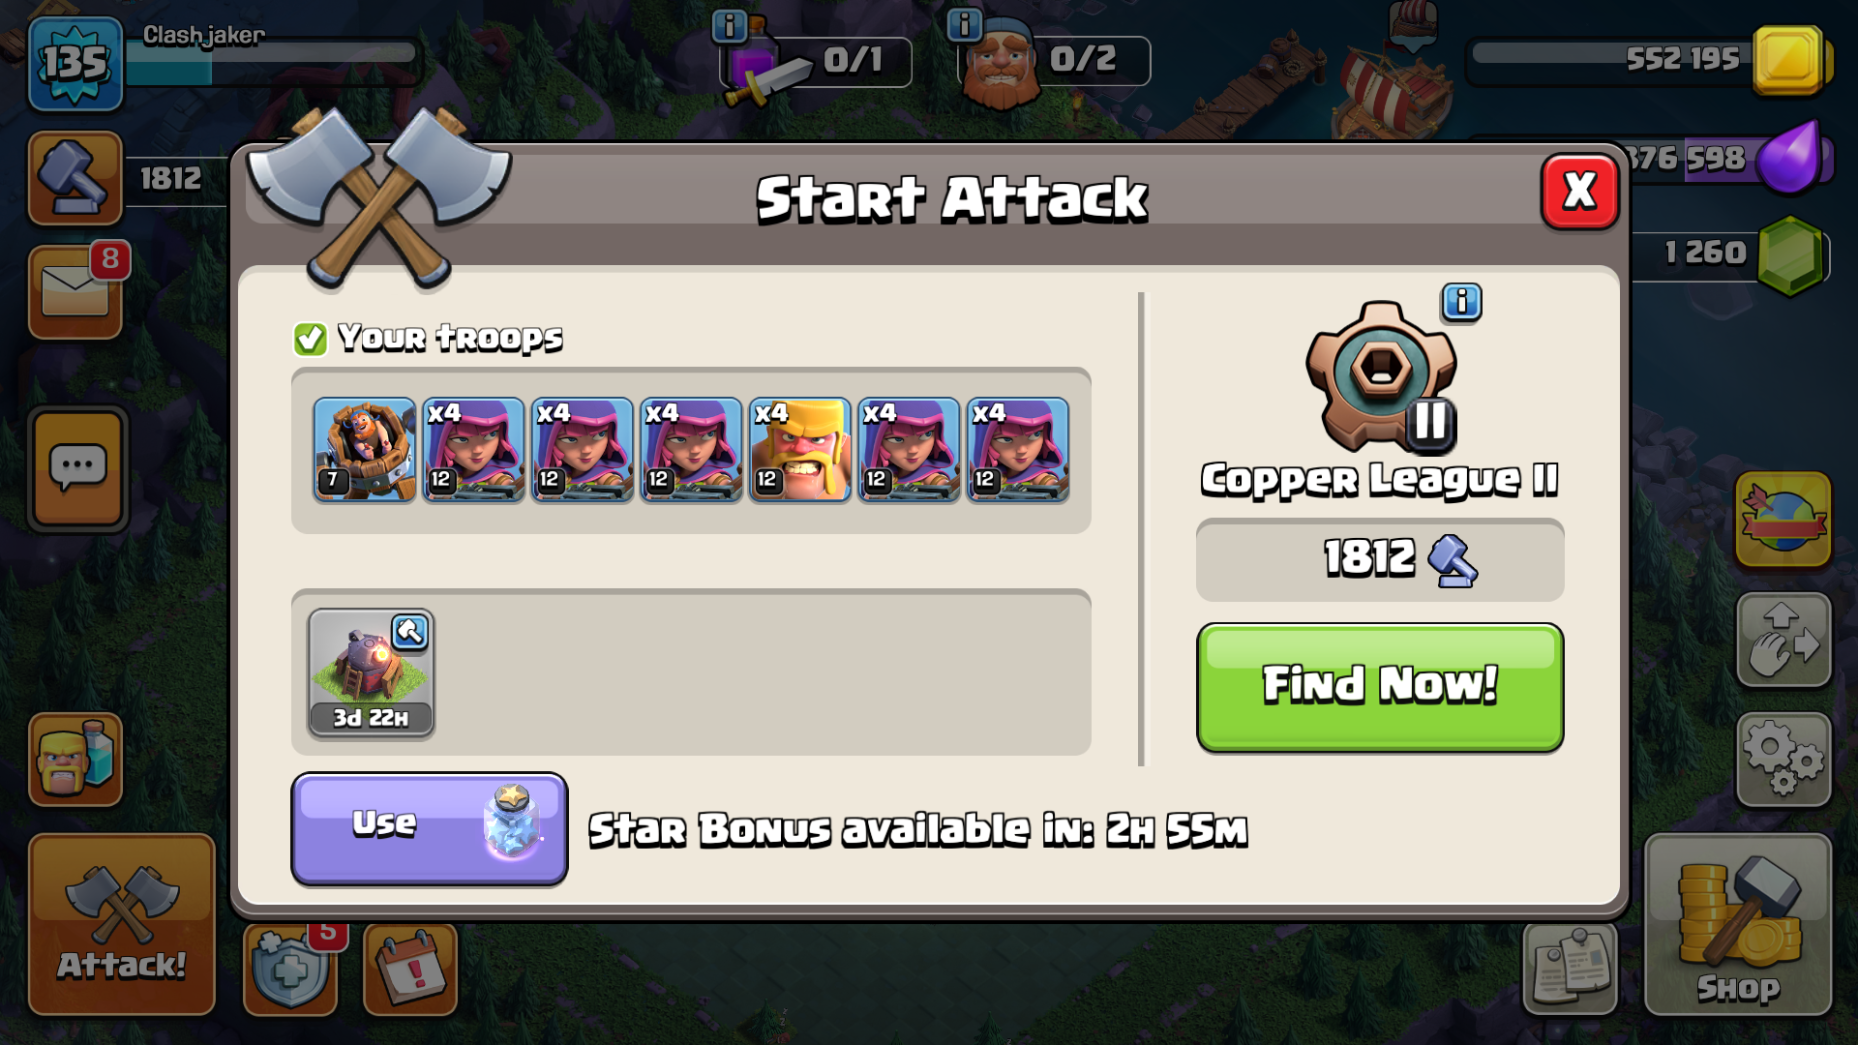 135
Clashjaker
0/1
0/2
552 195
1812
376 598
Start Attack
X
8
1 260
Your troops
x4
x4
x4
x4
x4
x4
7
12
12
12
12
12
12
II
Copper League II
1812
Find Now!
3d 22H
Use
Star Bonus available in: 2H 55M
Attack!
5
Shop